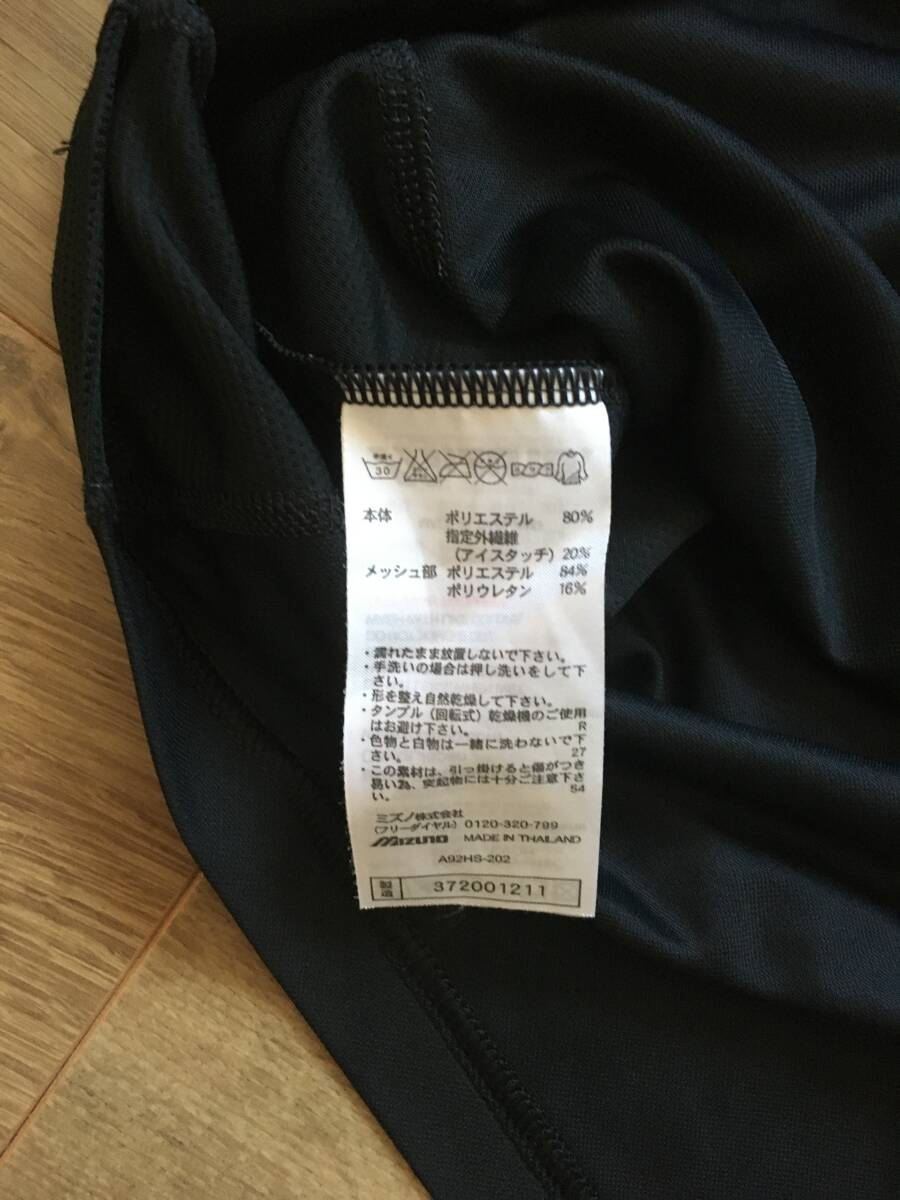 手洗イ
30
本体 ポリエステル 80%
指定外繊維
(アイスタッチ) 20%
メッシュ部 ポリエステル 84%
ポリウレタン 16%
・濡れたまま放置しないで下さい。
・手洗いの場合は押し洗いをして下
さい。
・形を整え自然乾燥して下さい。
・タンブル(回転式)乾燥機のご使用
はお避け下さい。 R
・色物と白物は一緒に洗わないで下
さい。 27
・この素材は、引っ掛けると傷がつき
易い為、突起物には十分ご注意下さ
い。 54
ミズノ株式会社
(フリーダイヤル) 0120-320-799
MIZUNO MADE IN THAILAND
A92HS-202
製造 372001211